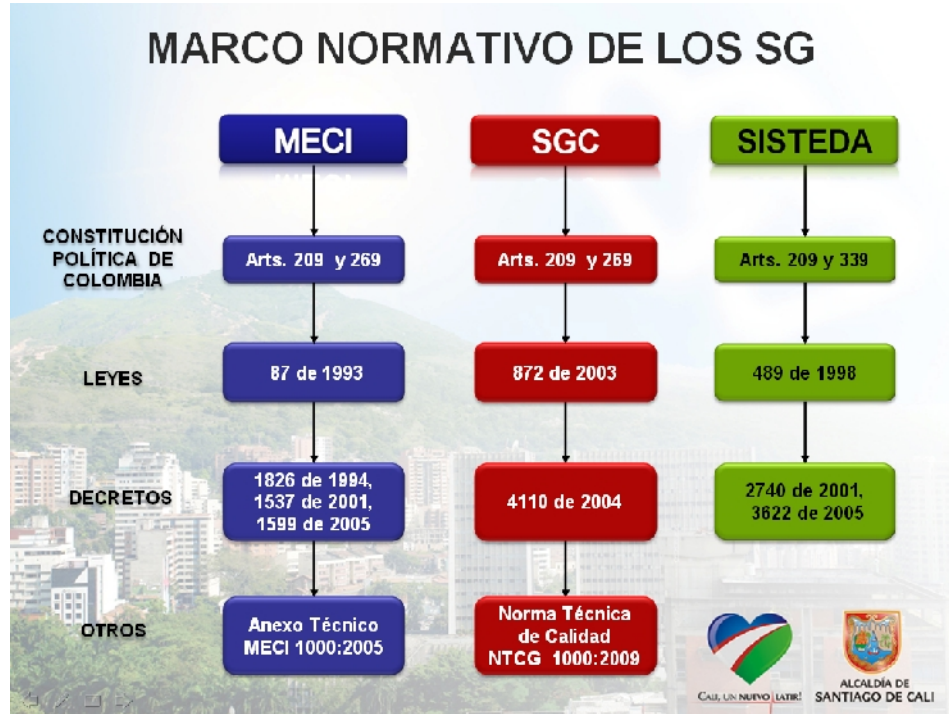 MARCO NORMATIVO DE LOS SG
MECI
SGC
SISTEDA
CONSTITUCIÓN
POLÍTICA DE
COLOMBIA
Arts. 209 y 269
Arts. 209 y 269
Arts. 209 y 339
LEYES
87 de 1993
872 de 2003
489 de 1998
DECRETOS
1826 de 1994,
1537 de 2001,
1599 de 2005
4110 de 2004
2740 de 2001,
3622 de 2005
OTROS
Anexo Técnico
MECI 1000:2005
Norma Técnica
de Calidad
NTCG 1000:2009
CALI, UN NUEVO LATIR!
ALCALDÍA DE
SANTIAGO DE CALI